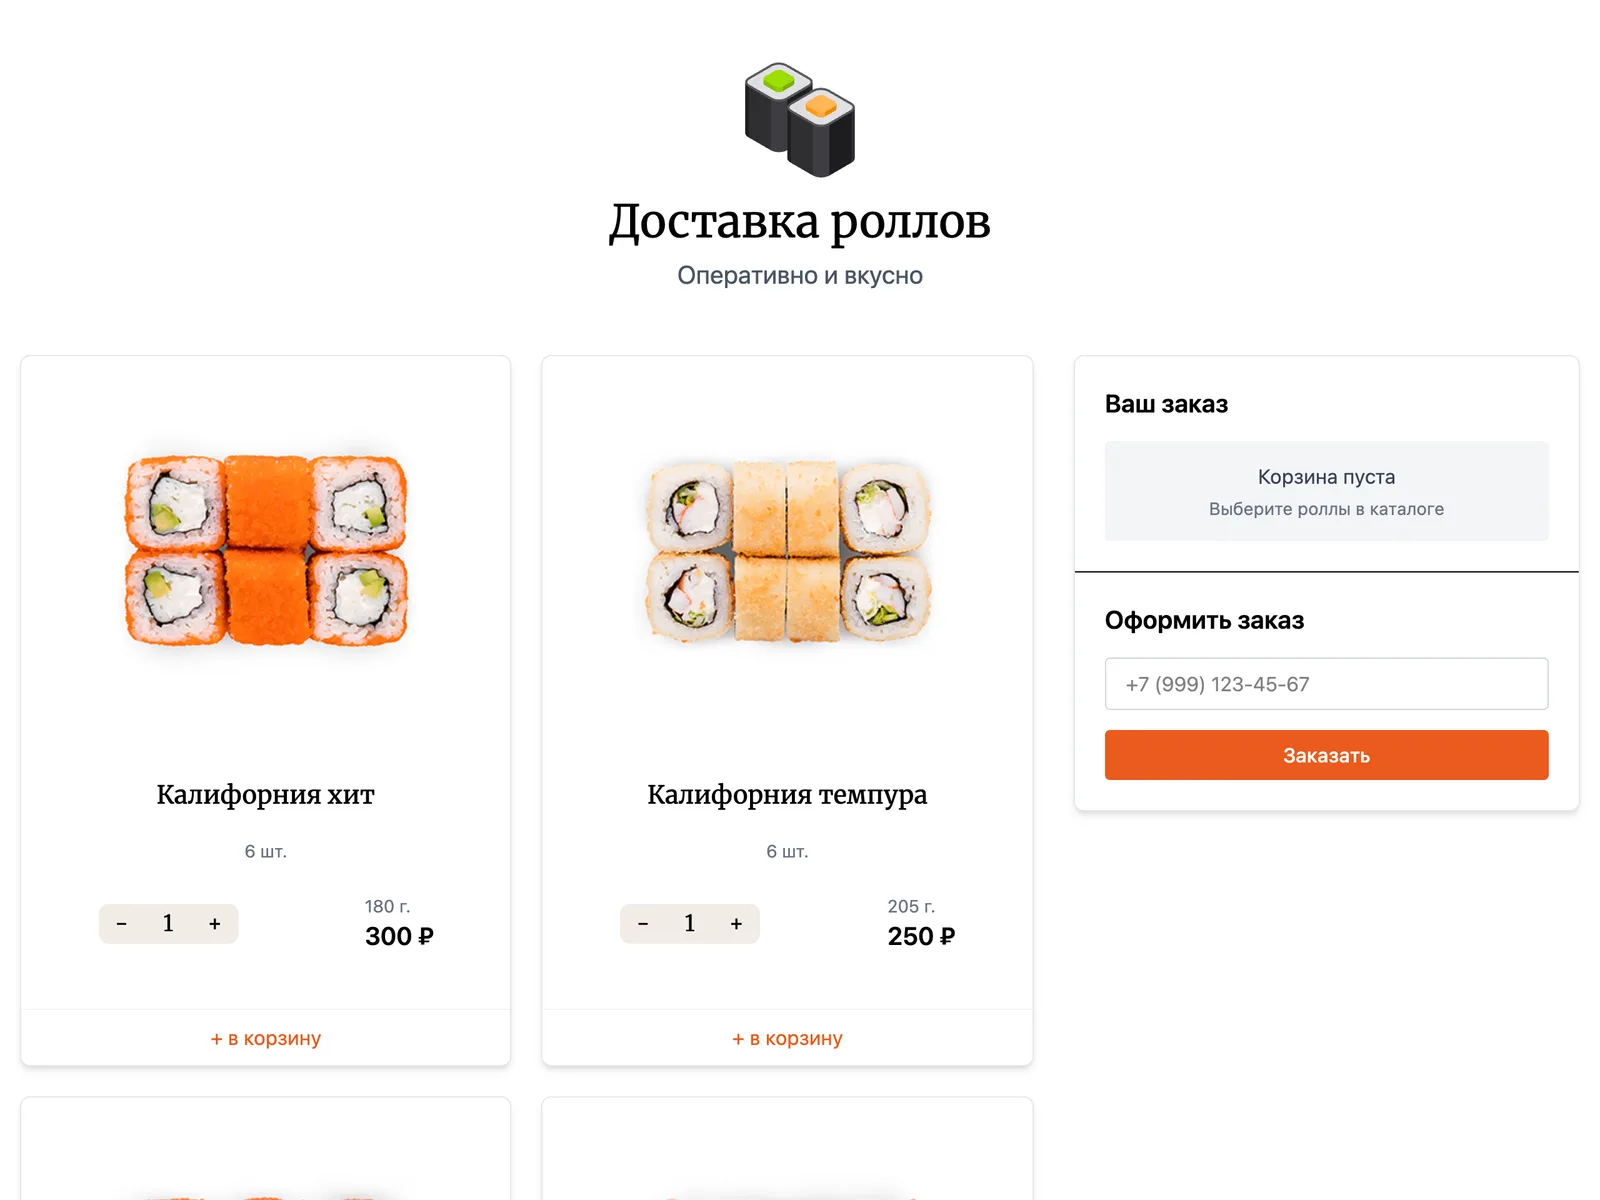 Доставка роллов
Оперативно и вкусно
Калифорния хит
6 шт.
- 1 +
180 г.
300 ₽
+ в корзину
Калифорния темпура
6 шт.
- 1 +
205 г.
250 ₽
+ в корзину
Ваш заказ
Корзина пуста
Выберите роллы в каталоге
Оформить заказ
+7 (999) 123-45-67
Заказать